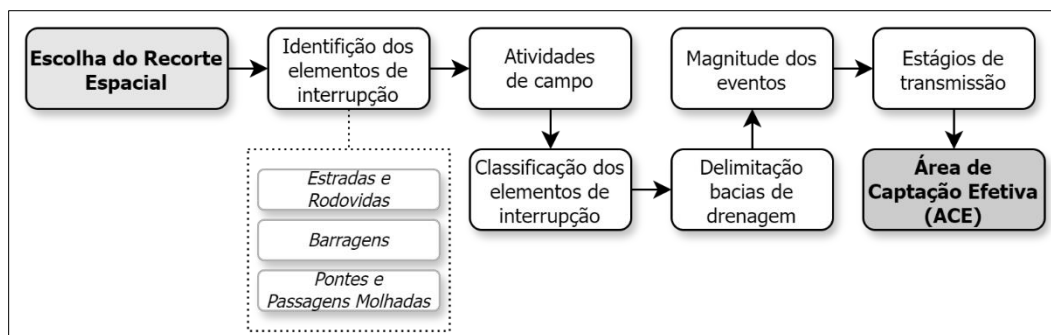 Escolha do Recorte
Espacial
Identifição dos
elementos de
interrupção
Estradas e
Rodovidas
Barragens
Pontes e
Passagens Molhadas
Atividades
de campo
Classificação dos
elementos de
interrupção
Delimitação
bacias de
drenagem
Magnitude dos
eventos
Estágios de
transmissão
Área de
Captação Efetiva
(ACE)